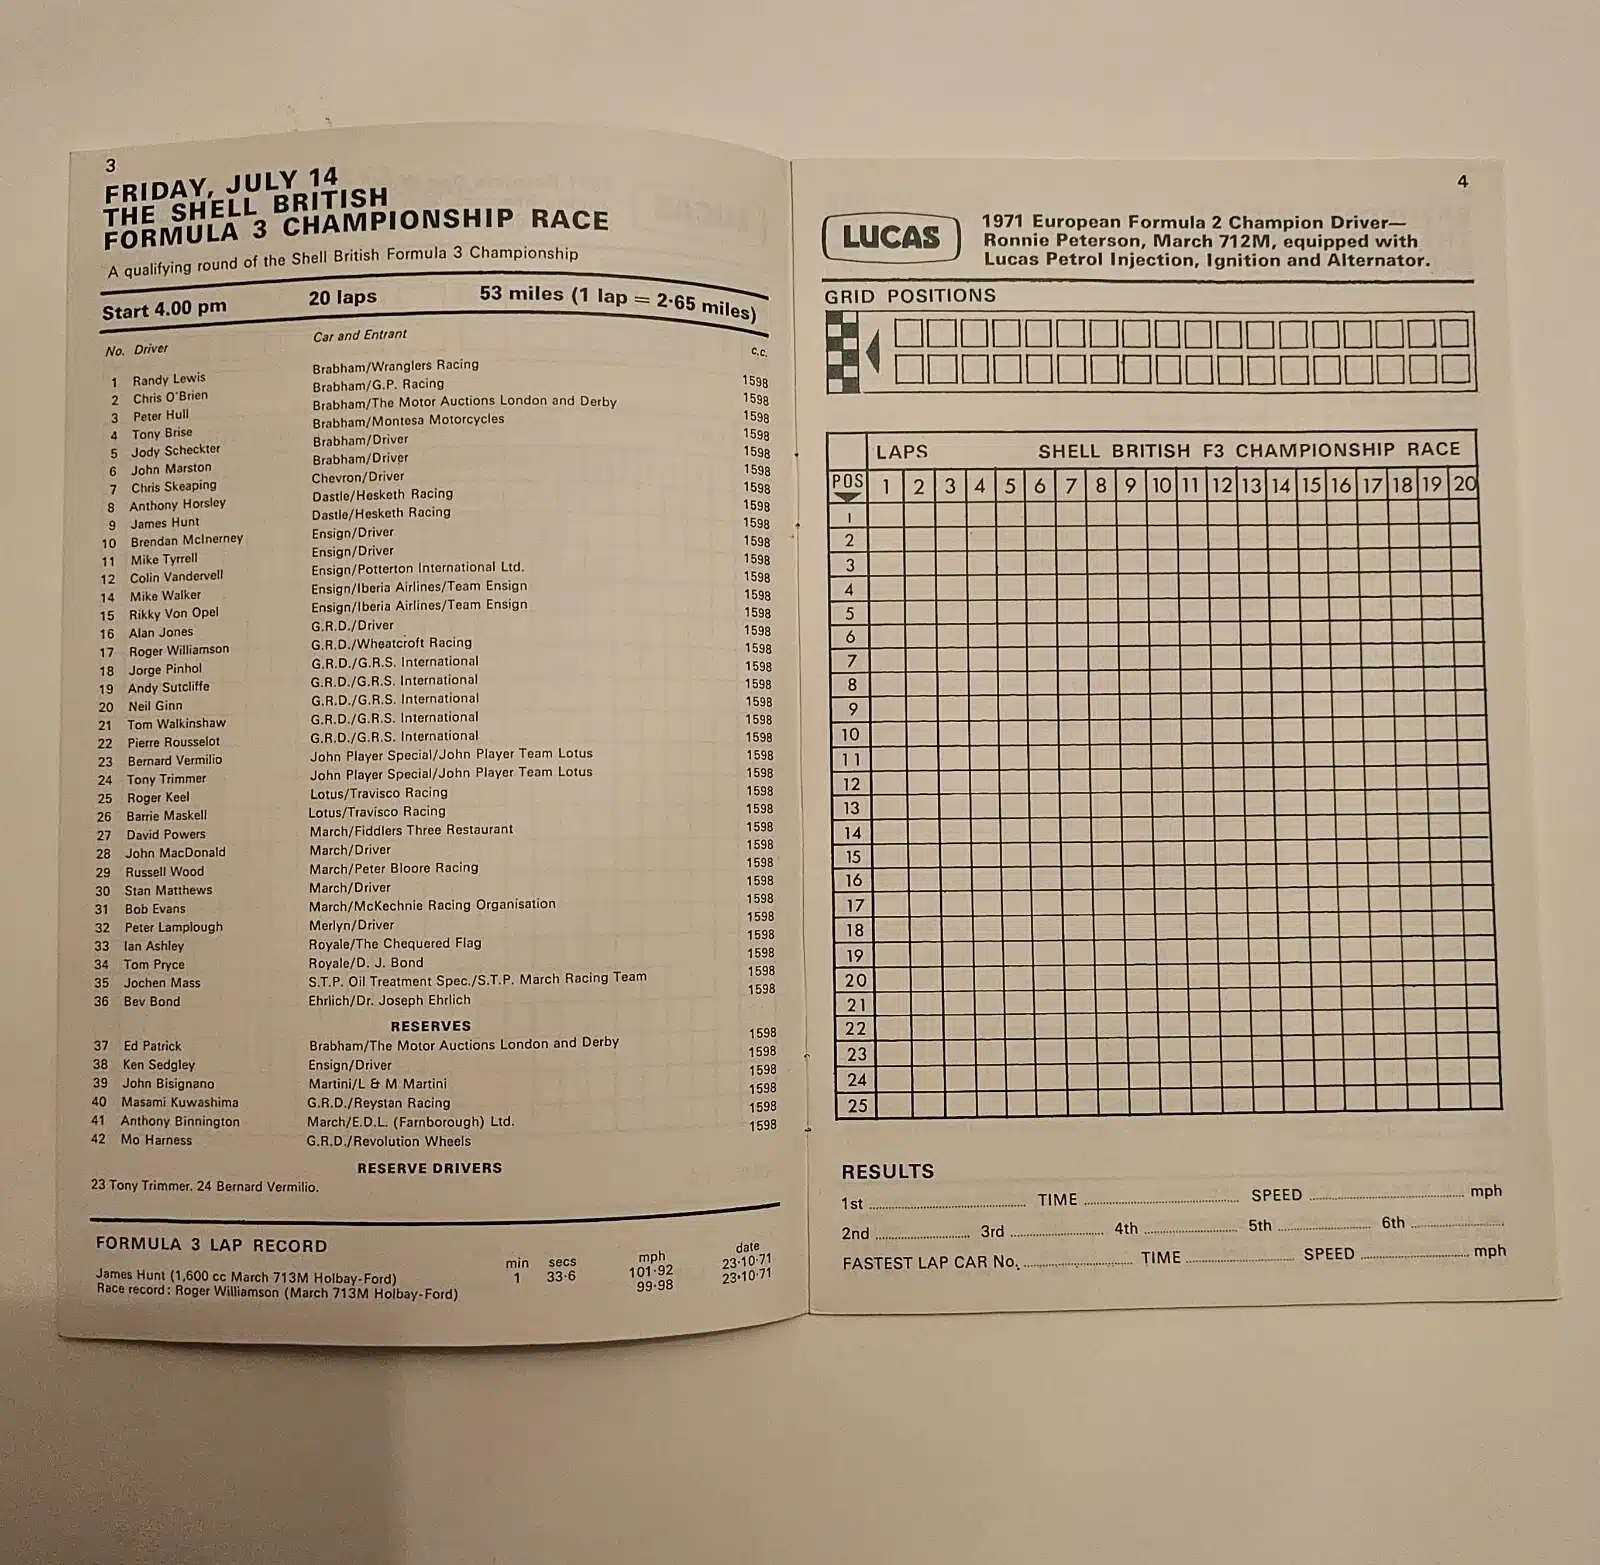 3
FRIDAY, JULY 14
THE SHELL BRITISH
FORMULA 3 CHAMPIONSHIP RACE
A qualifying round of the Shell British Formula 3 Championship
Start 4.00 pm 20 laps 53 miles (1 lap = 2·65 miles)
No. Driver Car and Entrant c.c.
1 Randy Lewis Brabham/Wranglers Racing 1598
2 Chris O'Brien Brabham/G.P. Racing 1598
3 Peter Hull Brabham/The Motor Auctions London and Derby 1598
4 Tony Brise Brabham/Montesa Motorcycles 1598
5 Jody Scheckter Brabham/Driver 1598
6 John Marston Brabham/Driver 1598
7 Chris Skeaping Chevron/Driver 1598
8 Anthony Horsley Dastle/Hesketh Racing 1598
9 James Hunt Dastle/Hesketh Racing 1598
10 Brendan McInerney Ensign/Driver 1598
11 Mike Tyrrell Ensign/Driver 1598
12 Colin Vandervell Ensign/Potterton International Ltd. 1598
14 Mike Walker Ensign/Iberia Airlines/Team Ensign 1598
15 Rikky Von Opel Ensign/Iberia Airlines/Team Ensign 1598
16 Alan Jones G.R.D./Driver 1598
17 Roger Williamson G.R.D./Wheatcroft Racing 1598
18 Jorge Pinhol G.R.D./G.R.S. International 1598
19 Andy Sutcliffe G.R.D./G.R.S. International 1598
20 Neil Ginn G.R.D./G.R.S. International 1598
21 Tom Walkinshaw G.R.D./G.R.S. International 1598
22 Pierre Rousselot G.R.D./G.R.S. International 1598
23 Bernard Vermilio John Player Special/John Player Team Lotus 1598
24 Tony Trimmer John Player Special/John Player Team Lotus 1598
25 Roger Keel Lotus/Travisco Racing 1598
26 Barrie Maskell Lotus/Travisco Racing 1598
27 David Powers March/Fiddlers Three Restaurant 1598
28 John MacDonald March/Driver 1598
29 Russell Wood March/Peter Bloore Racing 1598
30 Stan Matthews March/Driver 1598
31 Bob Evans March/McKechnie Racing Organisation 1598
32 Peter Lamplough Merlyn/Driver 1598
33 Ian Ashley Royale/The Chequered Flag 1598
34 Tom Pryce Royale/D. J. Bond 1598
35 Jochen Mass S.T.P. Oil Treatment Spec./S.T.P. March Racing Team 1598
36 Bev Bond Ehrlich/Dr. Joseph Ehrlich 1598
RESERVES
37 Ed Patrick Brabham/The Motor Auctions London and Derby 1598
38 Ken Sedgley Ensign/Driver 1598
39 John Bisignano Martini/L & M Martini 1598
40 Masami Kuwashima G.R.D./Reystan Racing 1598
41 Anthony Binnington March/E.D.L. (Farnborough) Ltd. 1598
42 Mo Harness G.R.D./Revolution Wheels 1598
RESERVE DRIVERS
23 Tony Trimmer. 24 Bernard Vermilio.
FORMULA 3 LAP RECORD
min secs mph date
James Hunt (1,600 cc March 713M Holbay-Ford) 1 33·6 101·92 23·10·71
Race record: Roger Williamson (March 713M Holbay-Ford) 99·98 23·10·71
4
LUCAS
1971 European Formula 2 Champion Driver—
Ronnie Peterson, March 712M, equipped with
Lucas Petrol Injection, Ignition and Alternator.
GRID POSITIONS
LAPS SHELL BRITISH F3 CHAMPIONSHIP RACE
POS 1 2 3 4 5 6 7 8 9 10 11 12 13 14 15 16 17 18 19 20
1
2
3
4
5
6
7
8
9
10
11
12
13
14
15
16
17
18
19
20
21
22
23
24
25
RESULTS
1st TIME SPEED mph
2nd 3rd 4th 5th 6th
FASTEST LAP CAR No. TIME SPEED mph